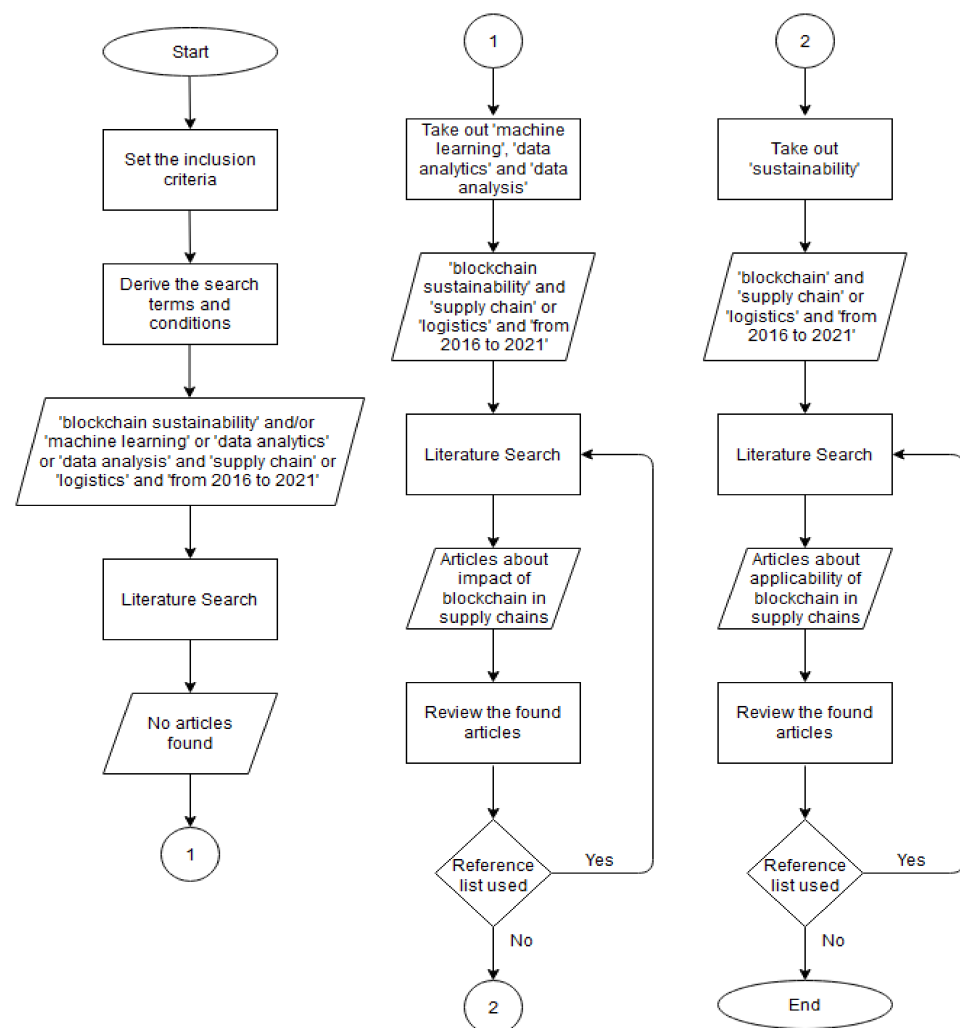 Start
Set the inclusion
criteria
Derive the search
terms and
conditions
'blockchain sustainability' and/or
'machine learning' or 'data analytics'
or 'data analysis' and 'supply chain' or
'logistics' and 'from 2016 to 2021'
Literature Search
No articles
found
1
1
Take out 'machine
learning', 'data
analytics' and 'data
analysis'
'blockchain
sustainability' and
'supply chain' or
'logistics' and 'from
2016 to 2021'
Literature Search
Articles about
impact of
blockchain in
supply chains
Review the found
articles
Reference
list used
Yes
No
2
2
Take out
'sustainability'
'blockchain' and
'supply chain' or
'logistics' and 'from
2016 to 2021'
Literature Search
Articles about
applicability of
blockchain in
supply chains
Review the found
articles
Reference
list used
Yes
No
End